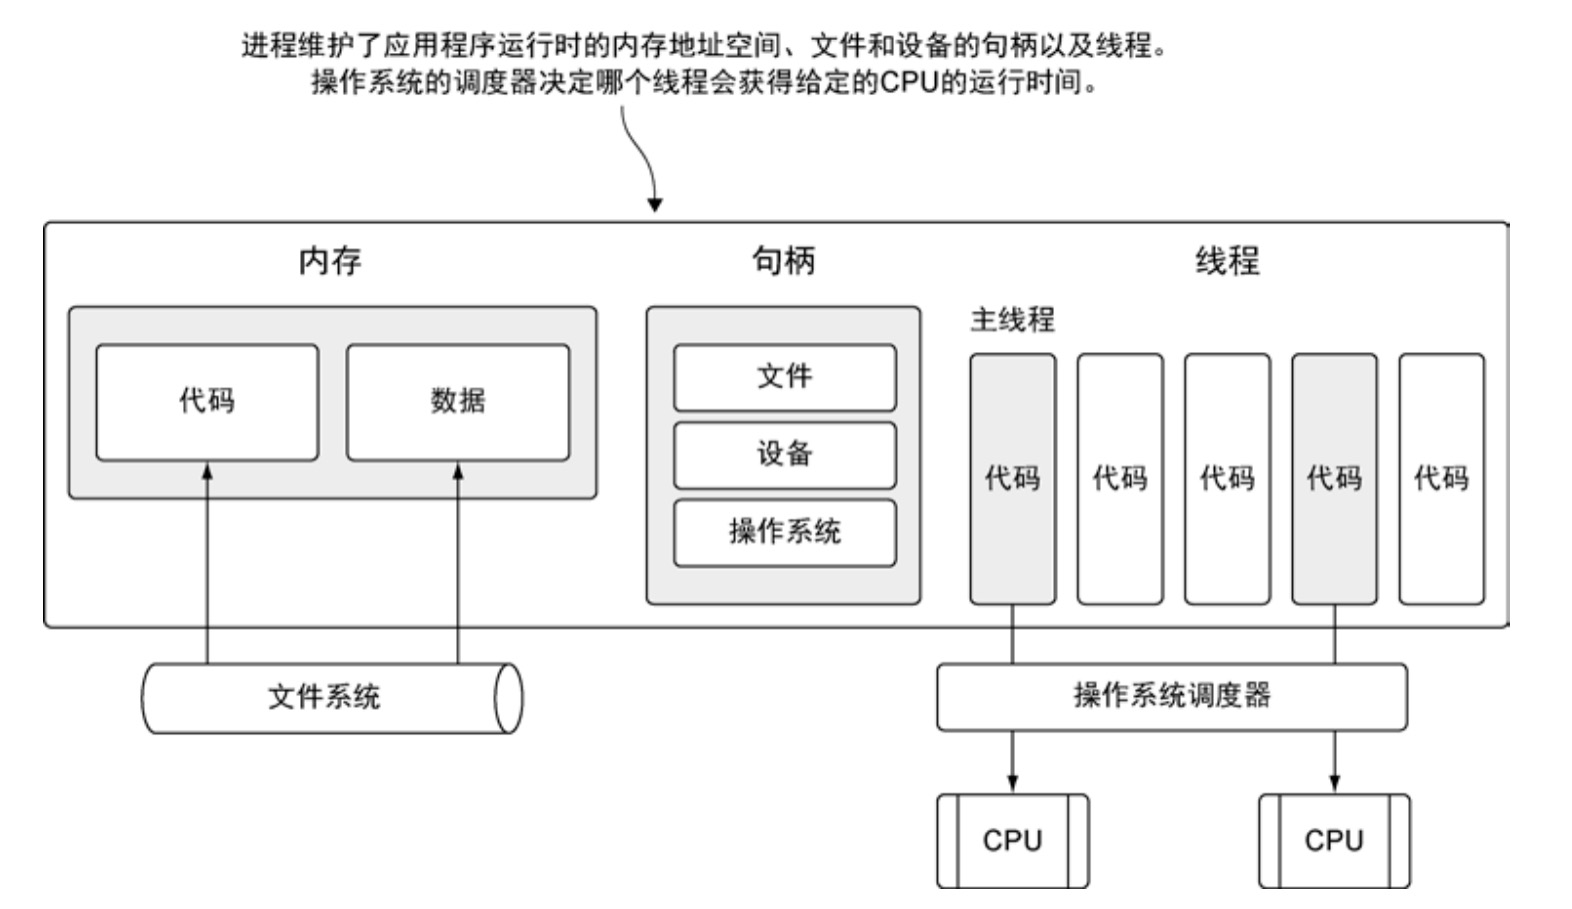 进程维护了应用程序运行时的内存地址空间、文件和设备的句柄以及线程。
操作系统的调度器决定哪个线程会获得给定的CPU的运行时间。
内存
句柄
线程
主线程
代码
数据
文件
设备
操作系统
代码
代码
代码
代码
代码
文件系统
操作系统调度器
CPU
CPU